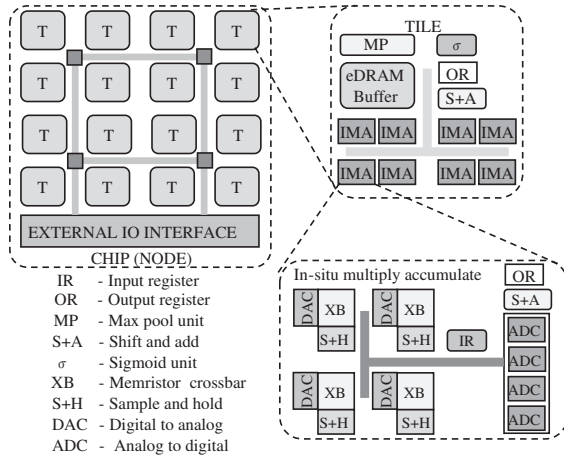 T T T T
T T T T
T T T T
T T T T
EXTERNAL IO INTERFACE
CHIP (NODE)
TILE
MP σ
eDRAM
Buffer
OR
S+A
IMA IMA IMA IMA
IMA IMA IMA IMA
In-situ multiply accumulate
OR
S+A
DAC XB DAC XB
S+H S+H
IR
DAC XB DAC XB
S+H S+H
ADC
ADC
ADC
ADC
IR - Input register
OR - Output register
MP - Max pool unit
S+A - Shift and add
σ - Sigmoid unit
XB - Memristor crossbar
S+H - Sample and hold
DAC - Digital to analog
ADC - Analog to digital